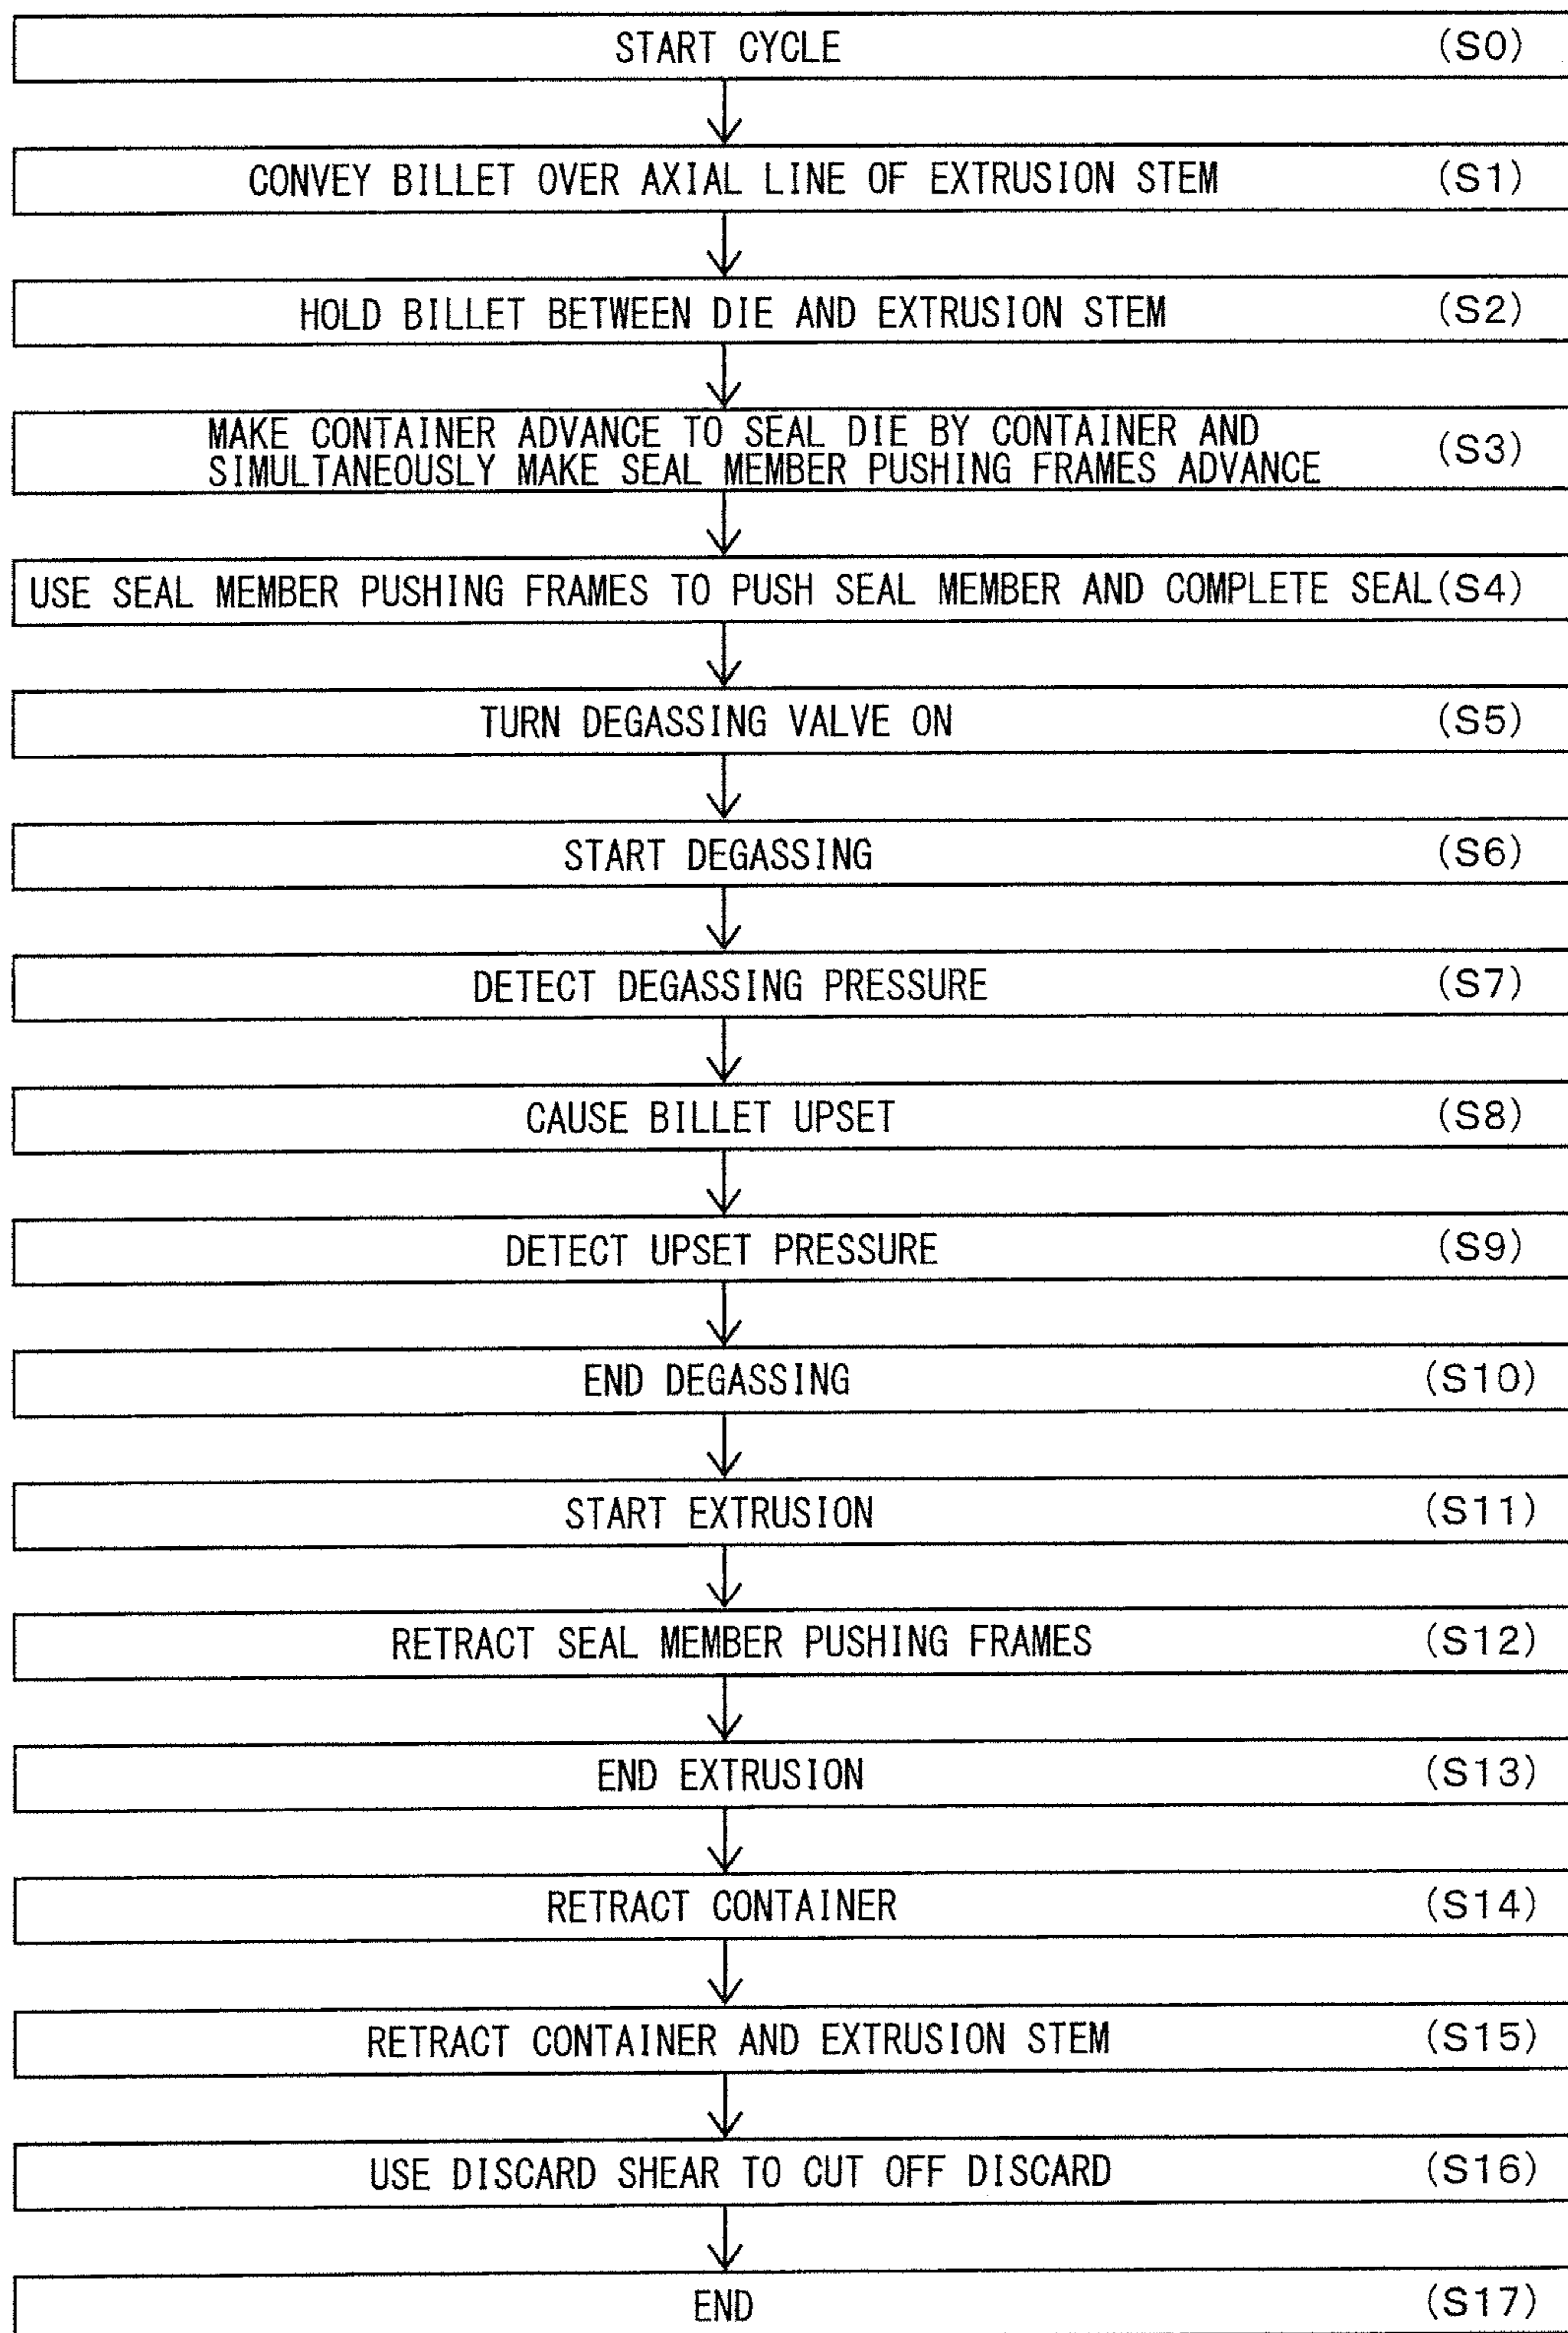 START CYCLE (S0)
CONVEY BILLET OVER AXIAL LINE OF EXTRUSION STEM (S1)
HOLD BILLET BETWEEN DIE AND EXTRUSION STEM (S2)
MAKE CONTAINER ADVANCE TO SEAL DIE BY CONTAINER AND
SIMULTANEOUSLY MAKE SEAL MEMBER PUSHING FRAMES ADVANCE (S3)
USE SEAL MEMBER PUSHING FRAMES TO PUSH SEAL MEMBER AND COMPLETE SEAL (S4)
TURN DEGASSING VALVE ON (S5)
START DEGASSING (S6)
DETECT DEGASSING PRESSURE (S7)
CAUSE BILLET UPSET (S8)
DETECT UPSET PRESSURE (S9)
END DEGASSING (S10)
START EXTRUSION (S11)
RETRACT SEAL MEMBER PUSHING FRAMES (S12)
END EXTRUSION (S13)
RETRACT CONTAINER (S14)
RETRACT CONTAINER AND EXTRUSION STEM (S15)
USE DISCARD SHEAR TO CUT OFF DISCARD (S16)
END (S17)